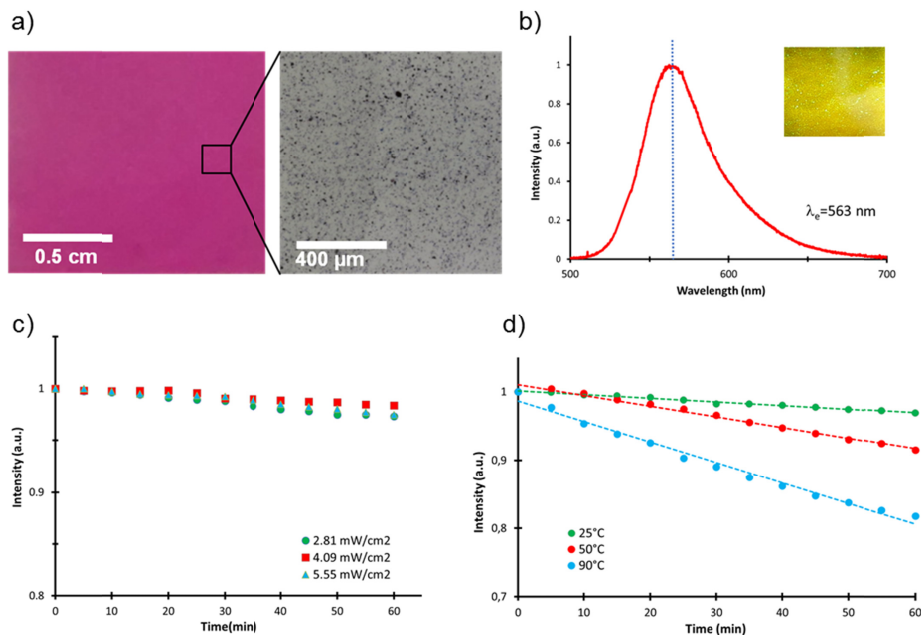 a)
0.5 cm
400 µm
b)
Intensity (a.u.)
1
0.8
0.6
0.4
0.2
0
500
600
700
Wavelength (nm)
λe=563 nm
c)
Intensity (a.u.)
1
0.9
0.8
0
10
20
30
40
50
60
Time(min)
2.81 mW/cm2
4.09 mW/cm2
5.55 mW/cm2
d)
Intensity (a.u.)
1
0,9
0,8
0,7
0
10
20
30
40
50
60
Time (min)
25°C
50°C
90°C